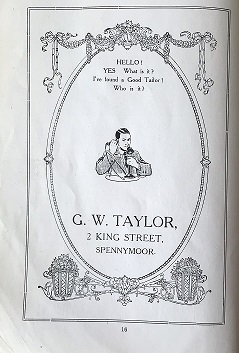 HELLO!
YES What is it?
I've found a Good Tailor!
Who is it?
G. W. TAYLOR,
2 KING STREET,
SPENNYMOOR.
16